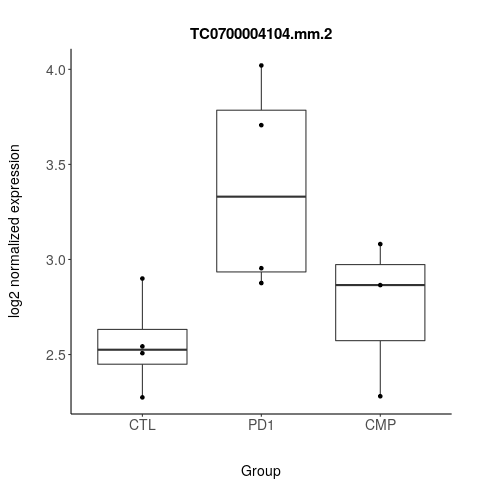 TC0700004104.mm.2
log2 normalized expression
4.0
3.5
3.0
2.5
CTL PD1 CMP
Group